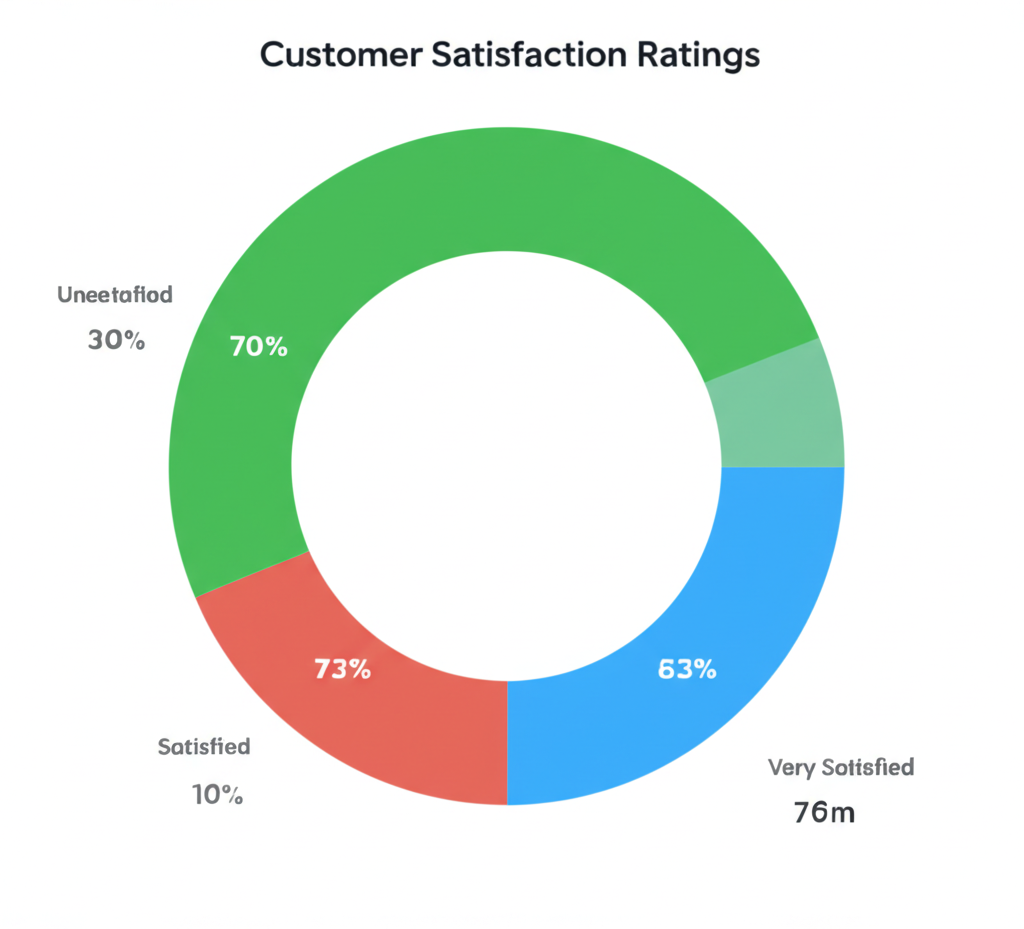 Customer Satisfaction Ratings
Uneetafiod
30%
70%
73%
63%
Satisfied
10%
Very Sotisfied
76m